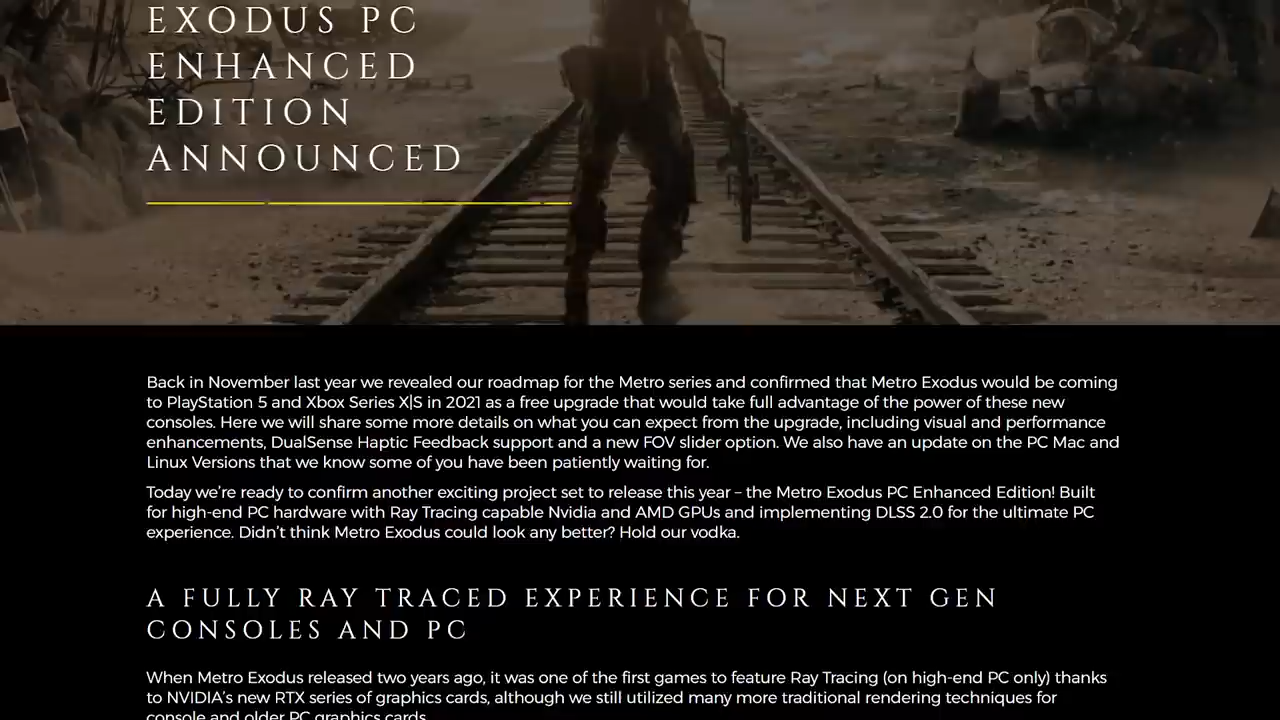 EXODUS PC
ENHANCED
EDITION
ANNOUNCED
Back in November last year we revealed our roadmap for the Metro series and confirmed that Metro Exodus would be coming
to PlayStation 5 and Xbox Series X|S in 2021 as a free upgrade that would take full advantage of the power of these new
consoles. Here we will share some more details on what you can expect from the upgrade, including visual and performance
enhancements, DualSense Haptic Feedback support and a new FOV slider option. We also have an update on the PC Mac and
Linux Versions that we know some of you have been patiently waiting for.
Today we’re ready to confirm another exciting project set to release this year – the Metro Exodus PC Enhanced Edition! Built
for high-end PC hardware with Ray Tracing capable Nvidia and AMD GPUs and implementing DLSS 2.0 for the ultimate PC
experience. Didn’t think Metro Exodus could look any better? Hold our vodka.
A FULLY RAY TRACED EXPERIENCE FOR NEXT GEN
CONSOLES AND PC
When Metro Exodus released two years ago, it was one of the first games to feature Ray Tracing (on high-end PC only) thanks
to NVIDIA’s new RTX series of graphics cards, although we still utilized many more traditional rendering techniques for
console and older PC graphics cards.